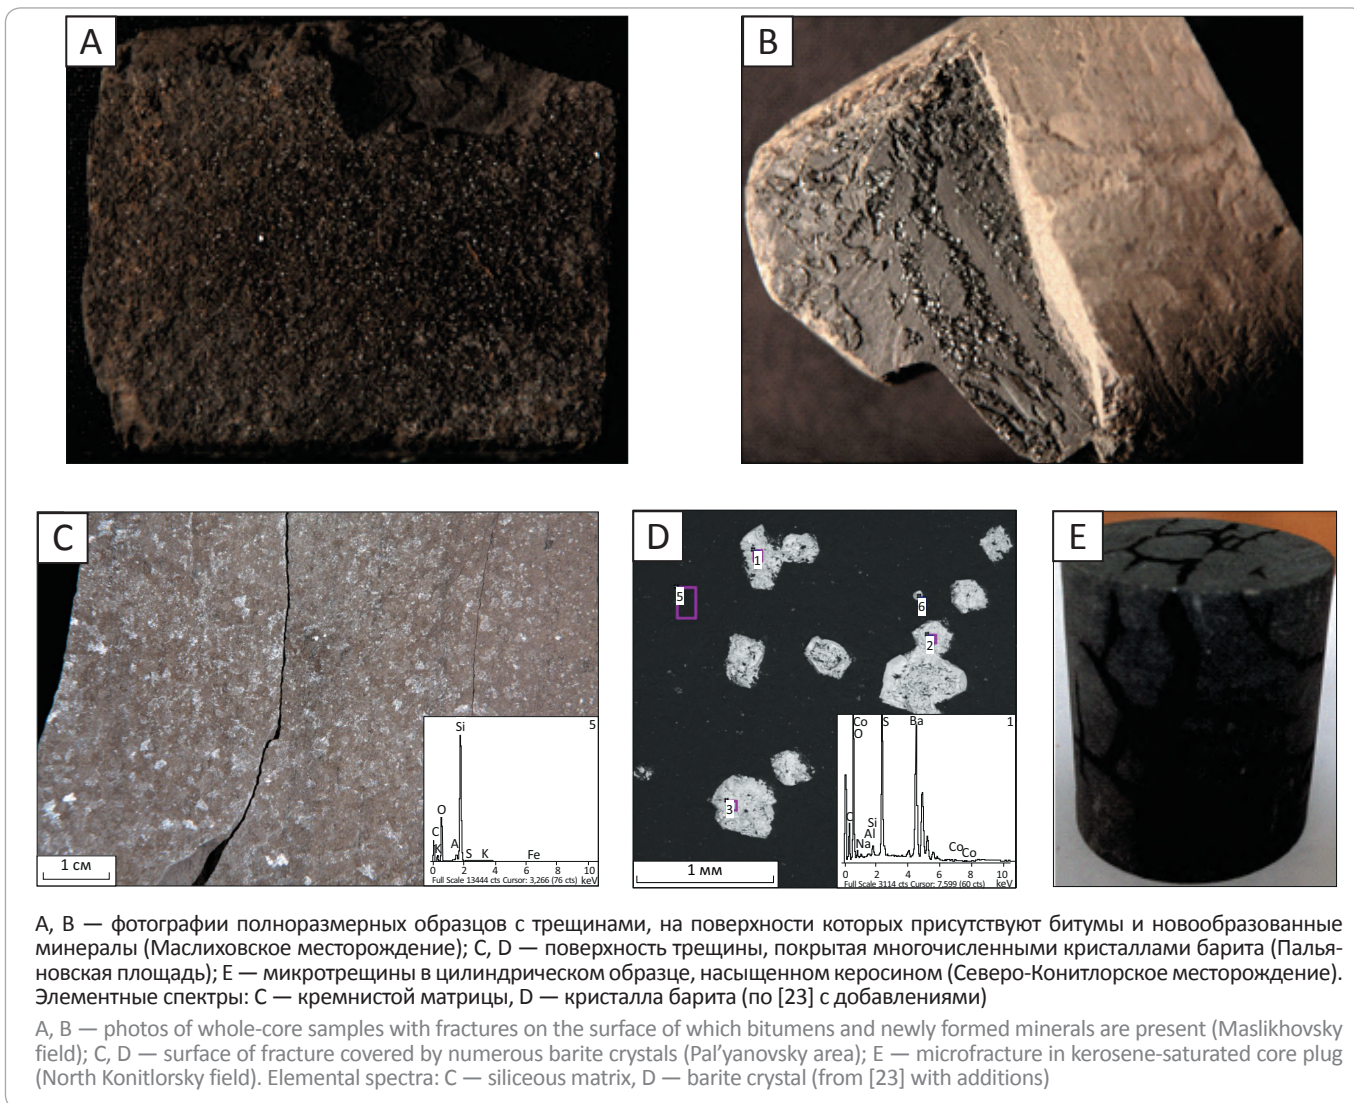 A
B
C
Si
5
O
C
K
A
S
K
Fe
0
2
4
6
8
10
Full Scale 13444 cts Cursor: 3,266 (76 cts)
keV
1 см
D
1
5
6
2
3
Co
O
S
Ba
1
C
Si
Al
Na
Co
Co
0
2
4
6
8
10
Full Scale 3114 cts Cursor: 7.599 (60 cts)
keV
1 мм
E
A, B — фотографии полноразмерных образцов с трещинами, на поверхности которых присутствуют битумы и новообразованные
минералы (Маслиховское месторождение); C, D — поверхность трещины, покрытая многочисленными кристаллами барита (Палья-
новская площадь); E — микротрещины в цилиндрическом образце, насыщенном керосином (Северо-Конитлорское месторождение).
Элементные спектры: C — кремнистой матрицы, D — кристалла барита (по [23] с добавлениями)
A, B — photos of whole-core samples with fractures on the surface of which bitumens and newly formed minerals are present (Maslikhovsky
field); C, D — surface of fracture covered by numerous barite crystals (Pal'yanovsky area); E — microfracture in kerosene-saturated core plug
(North Konitlorsky field). Elemental spectra: C — siliceous matrix, D — barite crystal (from [23] with additions)